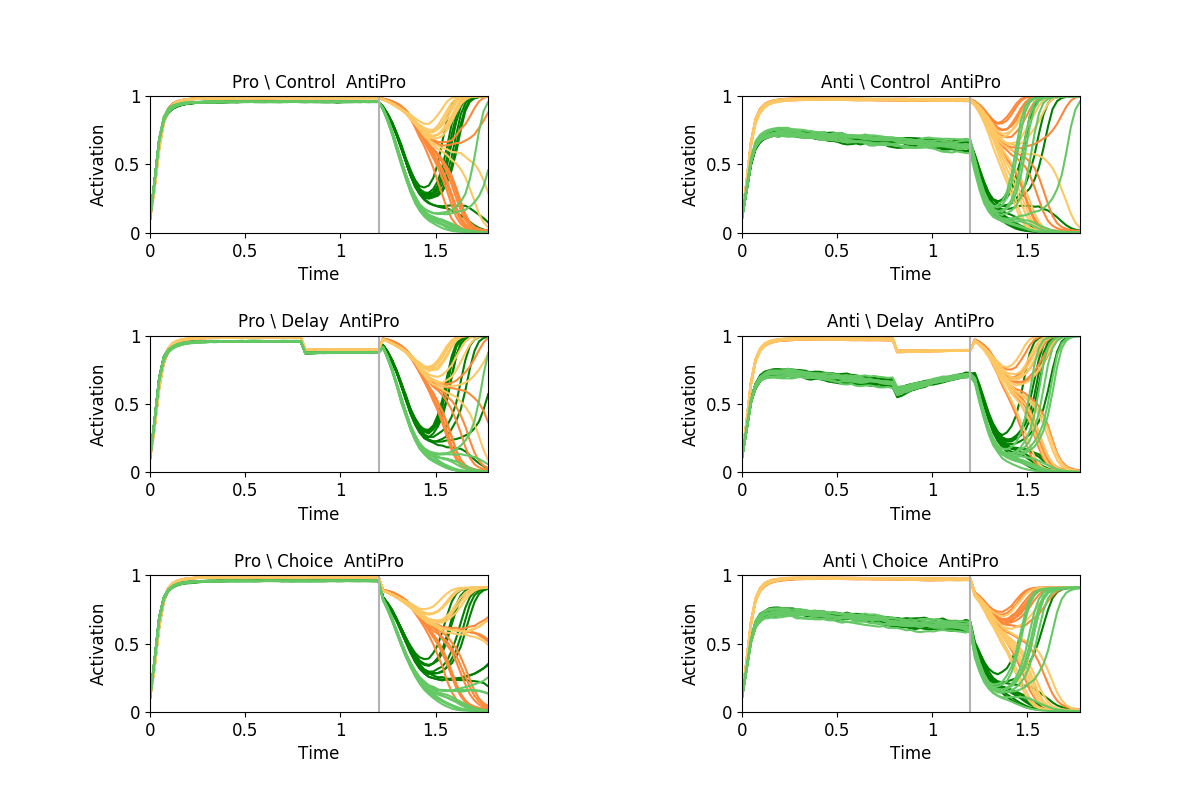 Pro \ Control  AntiPro
1
0.5
0
Activation
0 0.5 1 1.5
Time
Anti \ Control  AntiPro
1
0.5
0
Activation
0 0.5 1 1.5
Time
Pro \ Delay  AntiPro
1
0.5
0
Activation
0 0.5 1 1.5
Time
Anti \ Delay  AntiPro
1
0.5
0
Activation
0 0.5 1 1.5
Time
Pro \ Choice  AntiPro
1
0.5
0
Activation
0 0.5 1 1.5
Time
Anti \ Choice  AntiPro
1
0.5
0
Activation
0 0.5 1 1.5
Time